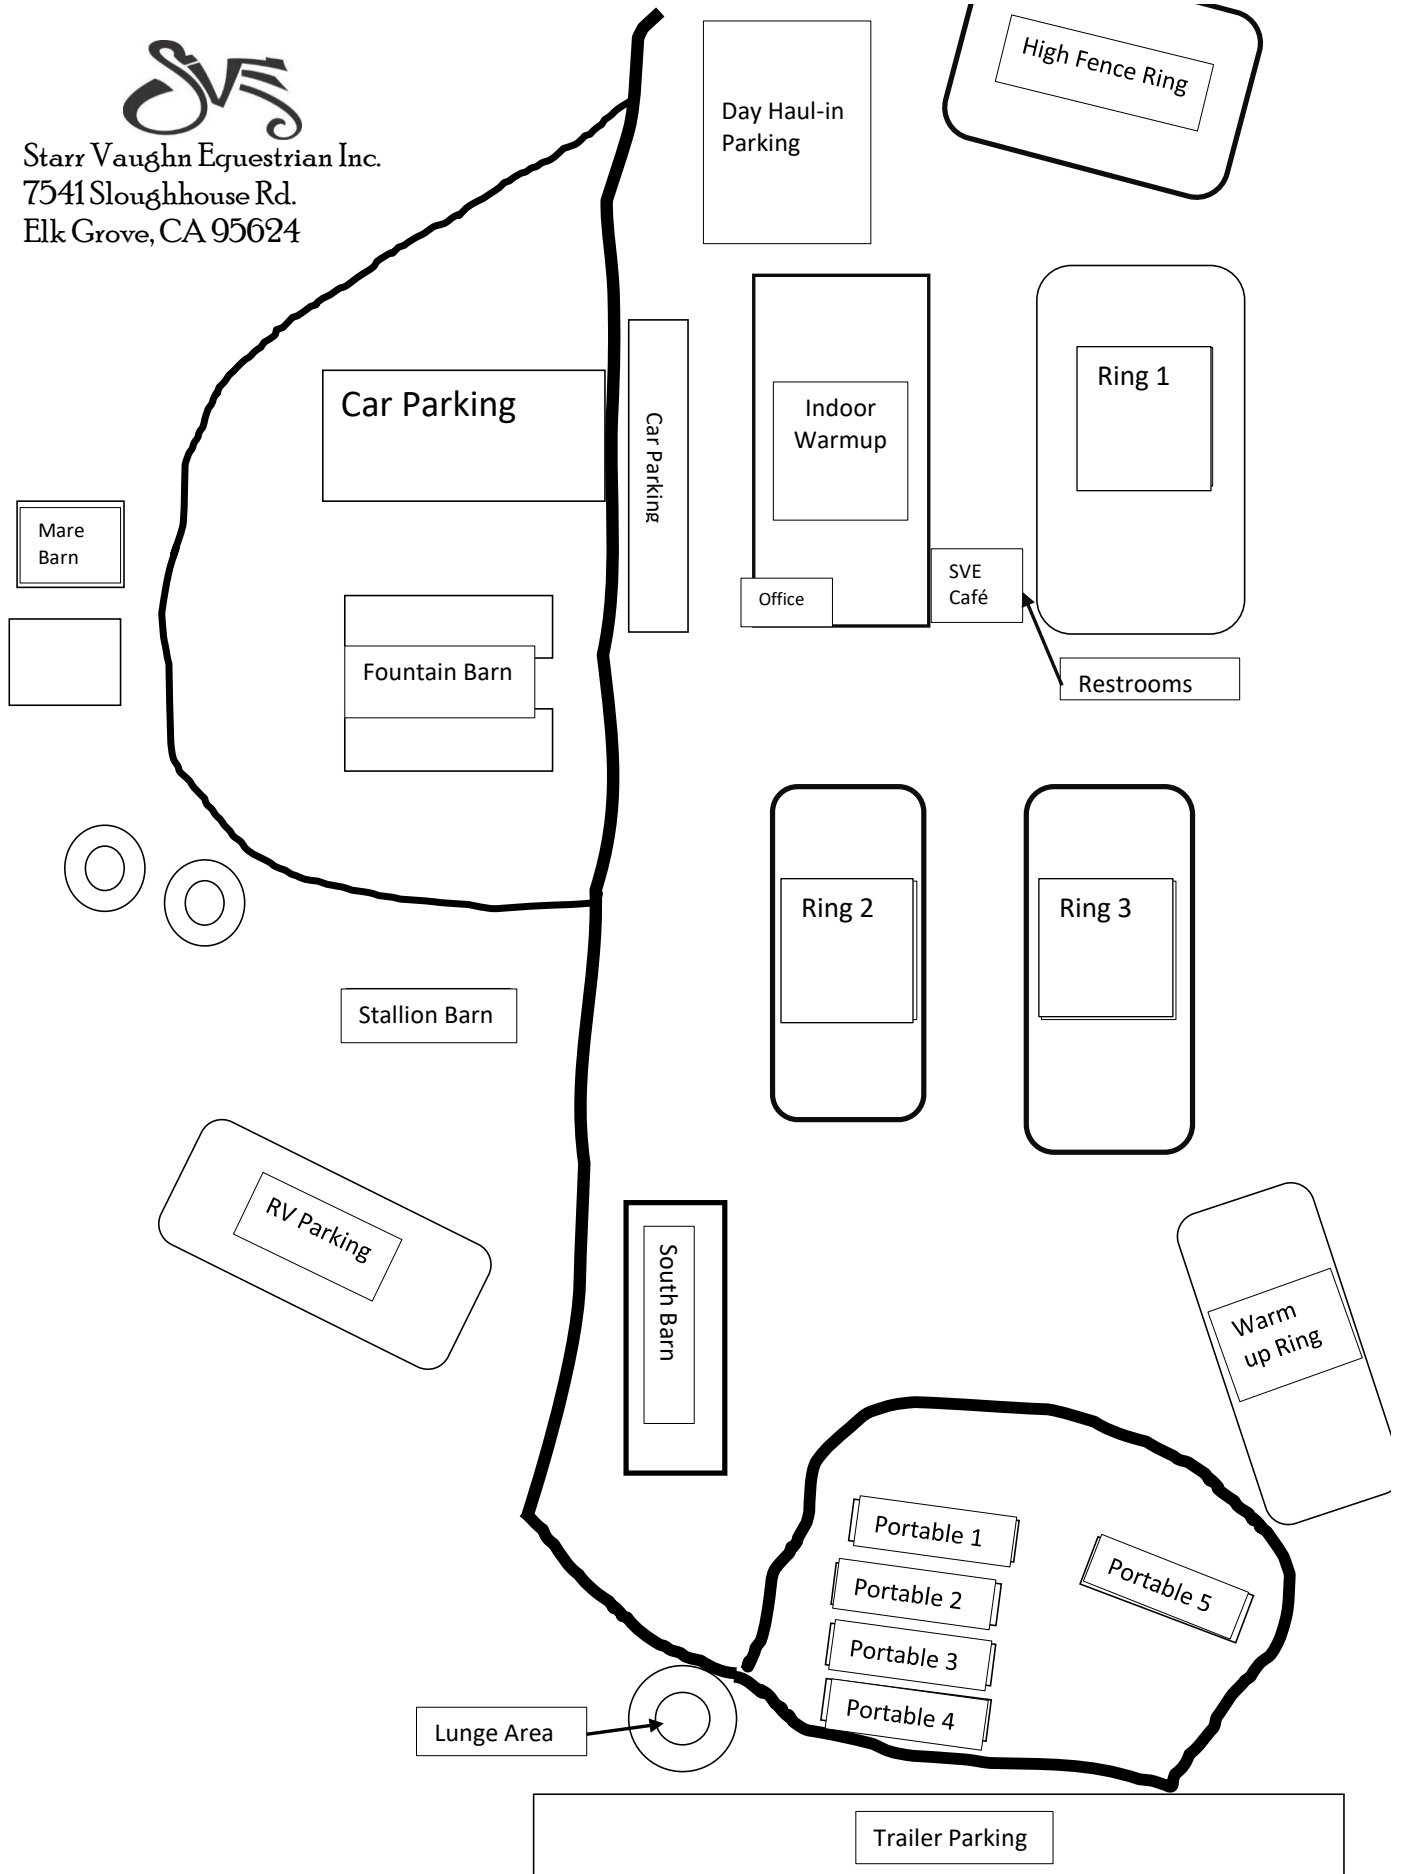 SVE
Starr Vaughn Equestrian Inc.
7541 Sloughhouse Rd.
Elk Grove, CA 95624
High Fence Ring
Day Haul-in
Parking
Car Parking
Car Parking
Indoor
Warmup
Ring 1
Mare
Barn
Office
SVE
Café
Fountain Barn
Restrooms
Ring 2
Ring 3
Stallion Barn
RV Parking
South Barn
Warm
up Ring
Portable 1
Portable 2
Portable 3
Portable 4
Portable 5
Lunge Area
Trailer Parking